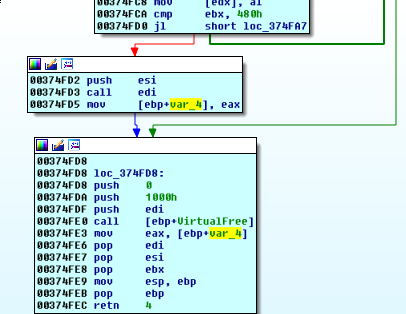 00374FC8 mov [edx], al
00374FCA cmp ebx, 480h
00374FD0 jl short loc_374FA7
00374FD2 push esi
00374FD3 call edi
00374FD5 mov [ebp+var_4], eax
00374FD8
00374FD8 loc_374FD8:
00374FD8 push 0
00374FDA push 1000h
00374FDF push edi
00374FE0 call [ebp+VirtualFree]
00374FE3 mov eax, [ebp+var_4]
00374FE6 pop edi
00374FE7 pop esi
00374FE8 pop ebx
00374FE9 mov esp, ebp
00374FEB pop ebp
00374FEC retn 4